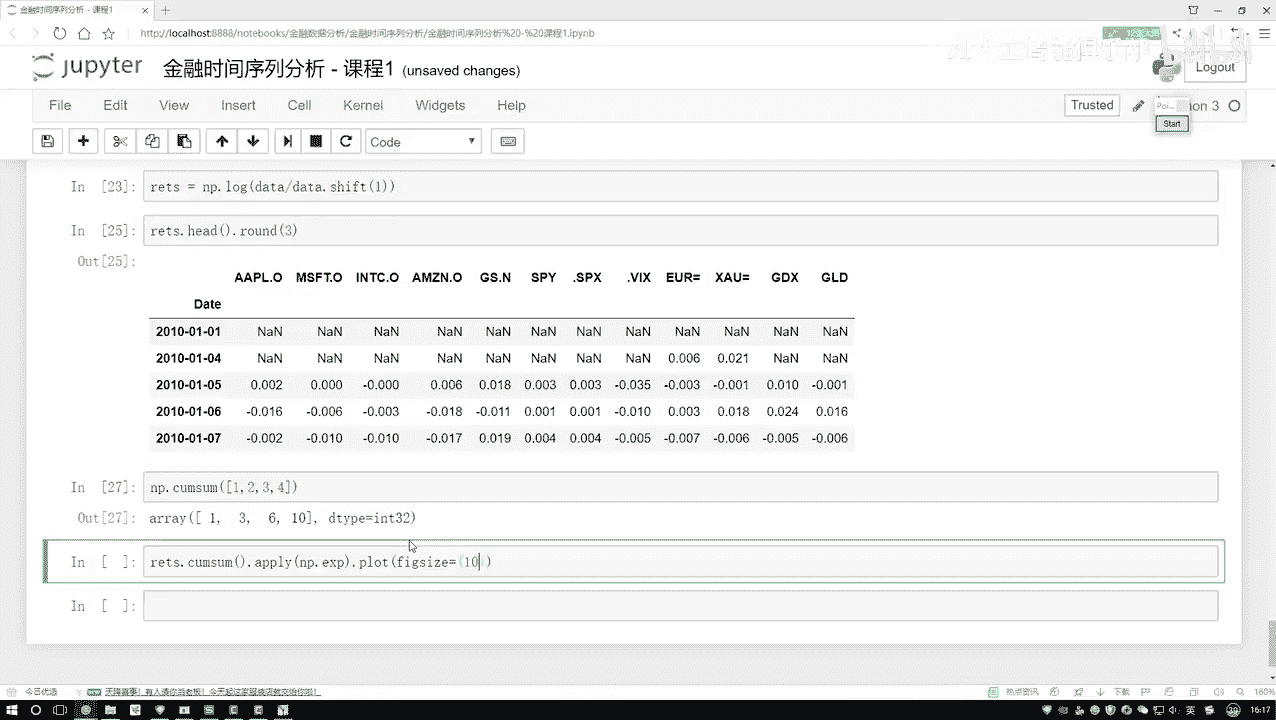 金融时间序列分析 - 课程1
http://localhost:8888/notebooks/金融数据分析/金融时间序列分析/金融时间序列分析%20-%20课程1.ipynb
jupyter 金融时间序列分析 - 课程1 (unsaved changes)
Logout
File Edit View Insert Cell Kernel Widgets Help
Trusted
Poi...
on 3
Start
Code
In [23]: rets = np.log(data/data.shift(1))
In [25]: rets.head().round(3)
Out[25]:
AAPL.O MSFT.O INTC.O AMZN.O GS.N SPY .SPX .VIX EUR= XAU= GDX GLD
Date
2010-01-01 NaN NaN NaN NaN NaN NaN NaN NaN NaN NaN NaN NaN
2010-01-04 NaN NaN NaN NaN NaN NaN NaN NaN 0.006 0.021 NaN NaN
2010-01-05 0.002 0.000 -0.000 0.006 0.018 0.003 0.003 -0.035 -0.003 -0.001 0.010 -0.001
2010-01-06 -0.016 -0.006 -0.003 -0.018 -0.011 0.001 0.001 -0.010 0.003 0.018 0.024 0.016
2010-01-07 -0.002 -0.010 -0.010 -0.017 0.019 0.004 0.004 -0.005 -0.007 -0.006 -0.005 -0.006
In [27]: np.cumsum([1,2,3,4])
Out[27]: array([ 1, 3, 6, 10], dtype=int32)
In [ ]: rets.cumsum().apply(np.exp).plot(figsize=(10 )
In [ ]:
今日优选
热点资讯
下载
160%
英
16:17